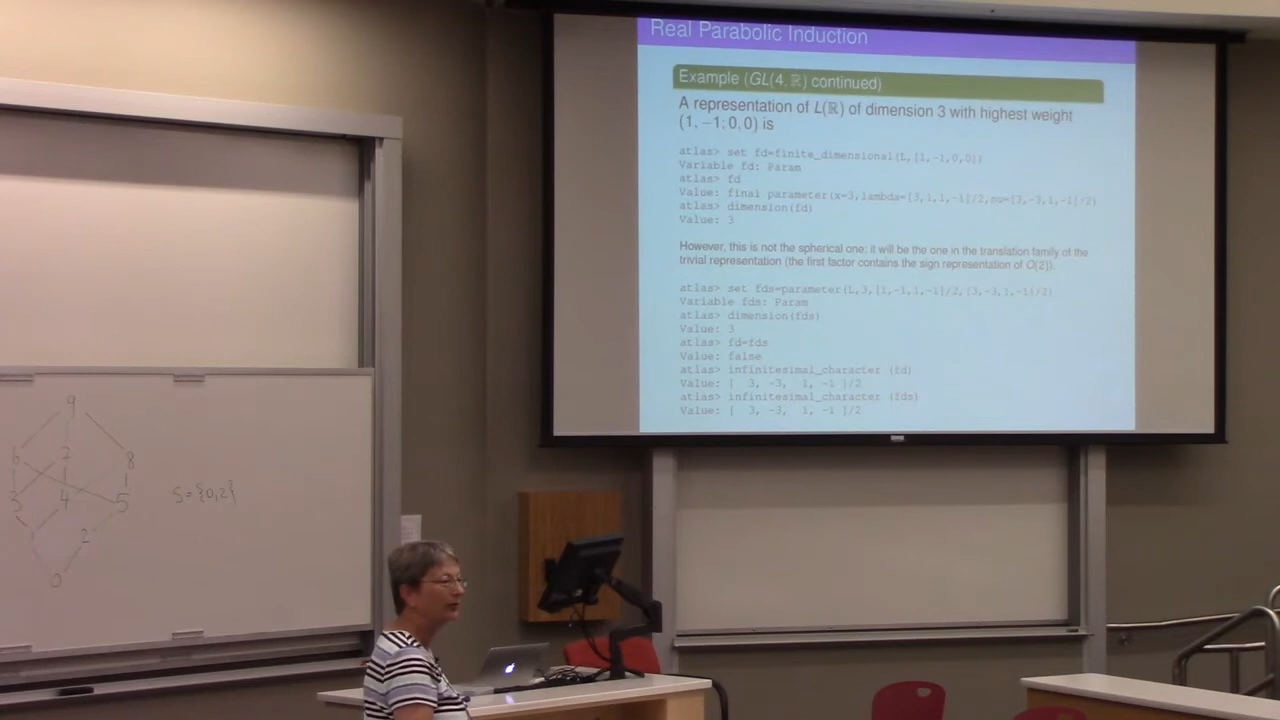 Real Parabolic Induction
Example (GL(4, ℝ) continued)
A representation of L(ℝ) of dimension 3 with highest weight
(1, −1; 0, 0) is
atlas> set fd=finite_dimensional(L,[1,-1,0,0])
Variable fd: Param
atlas> fd
Value: final parameter(x=3,lambda=[3,1,1,-1]/2,nu=[3,-3,1,-1]/2)
atlas> dimension(fd)
Value: 3
However, this is not the spherical one; it will be the one in the translation family of the
trivial representation (the first factor contains the sign representation of O(2)).
atlas> set fds=parameter(L,3,[1,-1,1,-1]/2,[3,-3,1,-1]/2)
Variable fds: Param
atlas> dimension(fds)
Value: 3
atlas> fd=fds
Value: false
atlas> infinitesimal_character (fd)
Value: [ 3, -3, 1, -1 ]/2
atlas> infinitesimal_character (fds)
Value: [ 3, -3, 1, -1 ]/2
9
6 7 8
3 4 5
2
0
S={0,2}